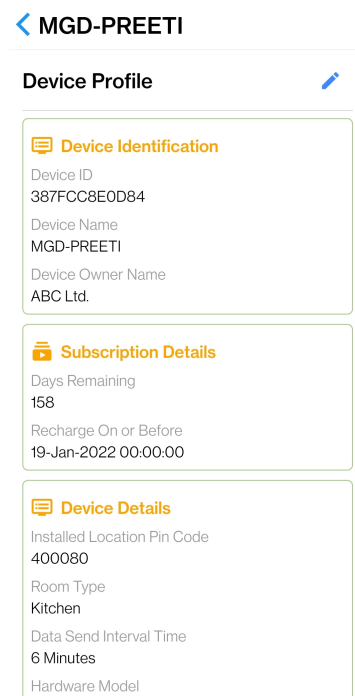 MGD-PREETI
Device Profile
Device Identification
Device ID
387FCC8E0D84
Device Name
MGD-PREETI
Device Owner Name
ABC Ltd.
Subscription Details
Days Remaining
158
Recharge On or Before
19-Jan-2022 00:00:00
Device Details
Installed Location Pin Code
400080
Room Type
Kitchen
Data Send Interval Time
6 Minutes
Hardware Model